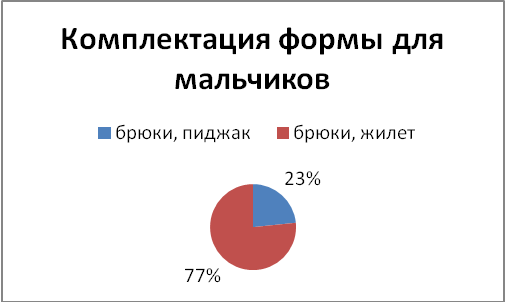 Комплектация формы для
мальчиков
брюки, пиджак брюки, жилет
23%
77%